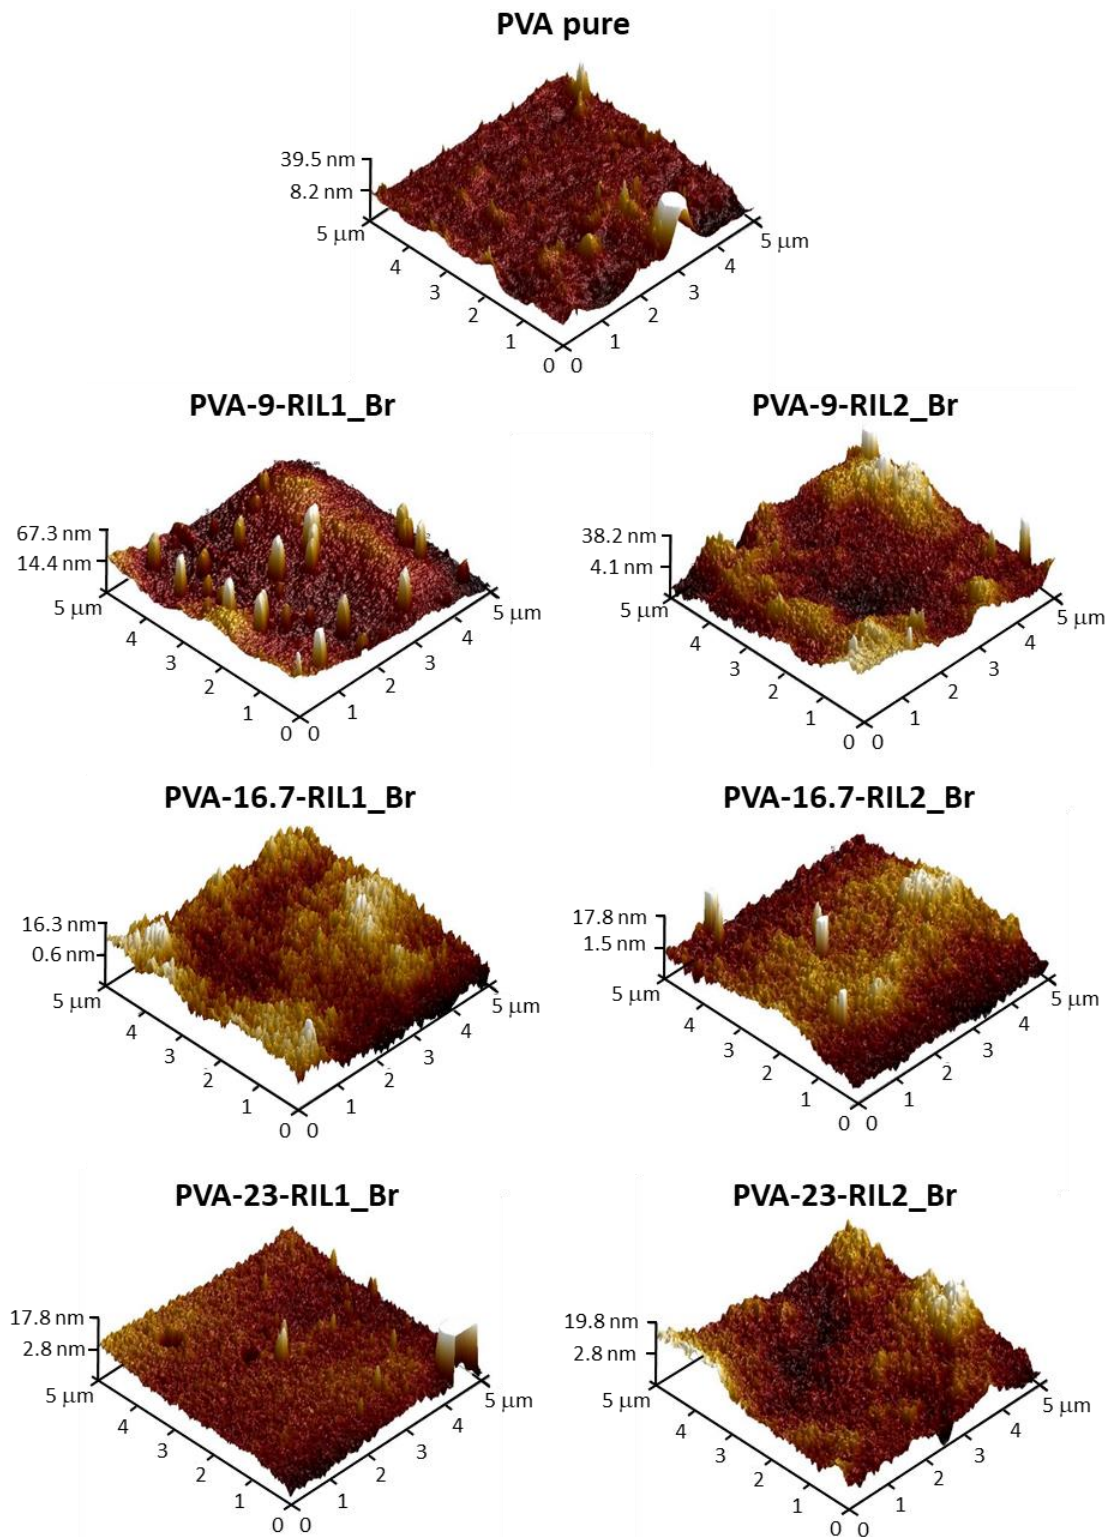 PVA pure
39.5 nm
8.2 nm
5 μm
4
3
2
1
0
0
1
2
3
4
5 μm
PVA-9-RIL1_Br
67.3 nm
14.4 nm
5 μm
4
3
2
1
0
0
1
2
3
4
5 μm
PVA-9-RIL2_Br
38.2 nm
4.1 nm
5 μm
4
3
2
1
0
0
1
2
3
4
5 μm
PVA-16.7-RIL1_Br
16.3 nm
0.6 nm
5 μm
4
3
2
1
0
0
1
2
3
4
5 μm
PVA-16.7-RIL2_Br
17.8 nm
1.5 nm
5 μm
4
3
2
1
0
0
1
2
3
4
5 μm
PVA-23-RIL1_Br
17.8 nm
2.8 nm
5 μm
4
3
2
1
0
0
1
2
3
4
5 μm
PVA-23-RIL2_Br
19.8 nm
2.8 nm
5 μm
4
3
2
1
0
0
1
2
3
4
5 μm